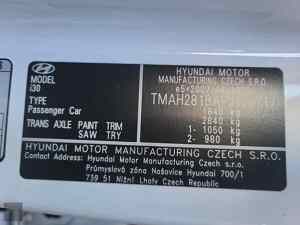 HYUNDAI
MODEL
i30
TYPE
Passenger Car
TRANS AXLE PAINT TRIM
SAW TRY
HYUNDAI MOTOR
MANUFACTURING CZECH S.R.O.
2840 kg
1- 1050 kg
2- 980 kg
HYUNDAI MOTOR MANUFACTURING CZECH S.R.O.
Contact Address:
Hyundai Motor Manufacturing Czech s.r.o.
Průmyslová zóna Nošovice Hyundai 700/1
739 51 Nižní Lhoty Czech Republic